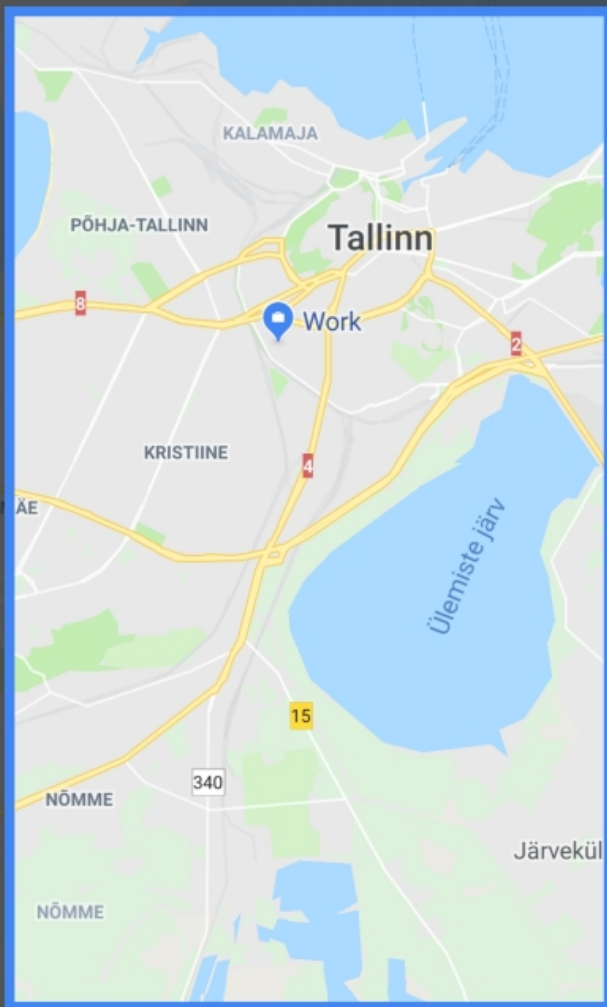 KALAMAJA
PÕHJA-TALLINN
Tallinn
8
Work
2
KRISTIINE
4
ÄE
Ülemiste järv
15
340
NÕMME
Järvekül
NÕMME